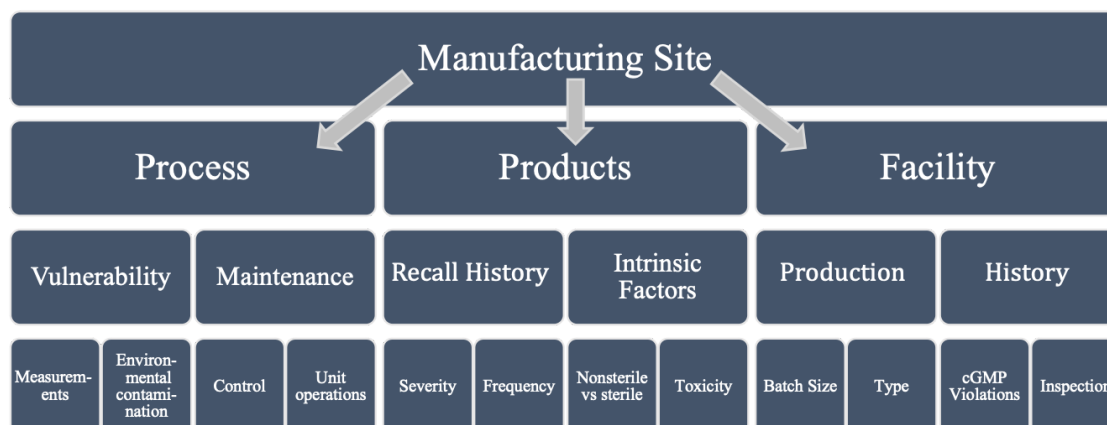 Manufacturing Site
Process
Products
Facility
Vulnerability
Maintenance
Recall History
Intrinsic
Factors
Production
History
Measurem-
ents
Environ-
mental
contami-
nation
Control
Unit
operations
Severity
Frequency
Nonsterile
vs sterile
Toxicity
Batch Size
Type
cGMP
Violations
Inspection